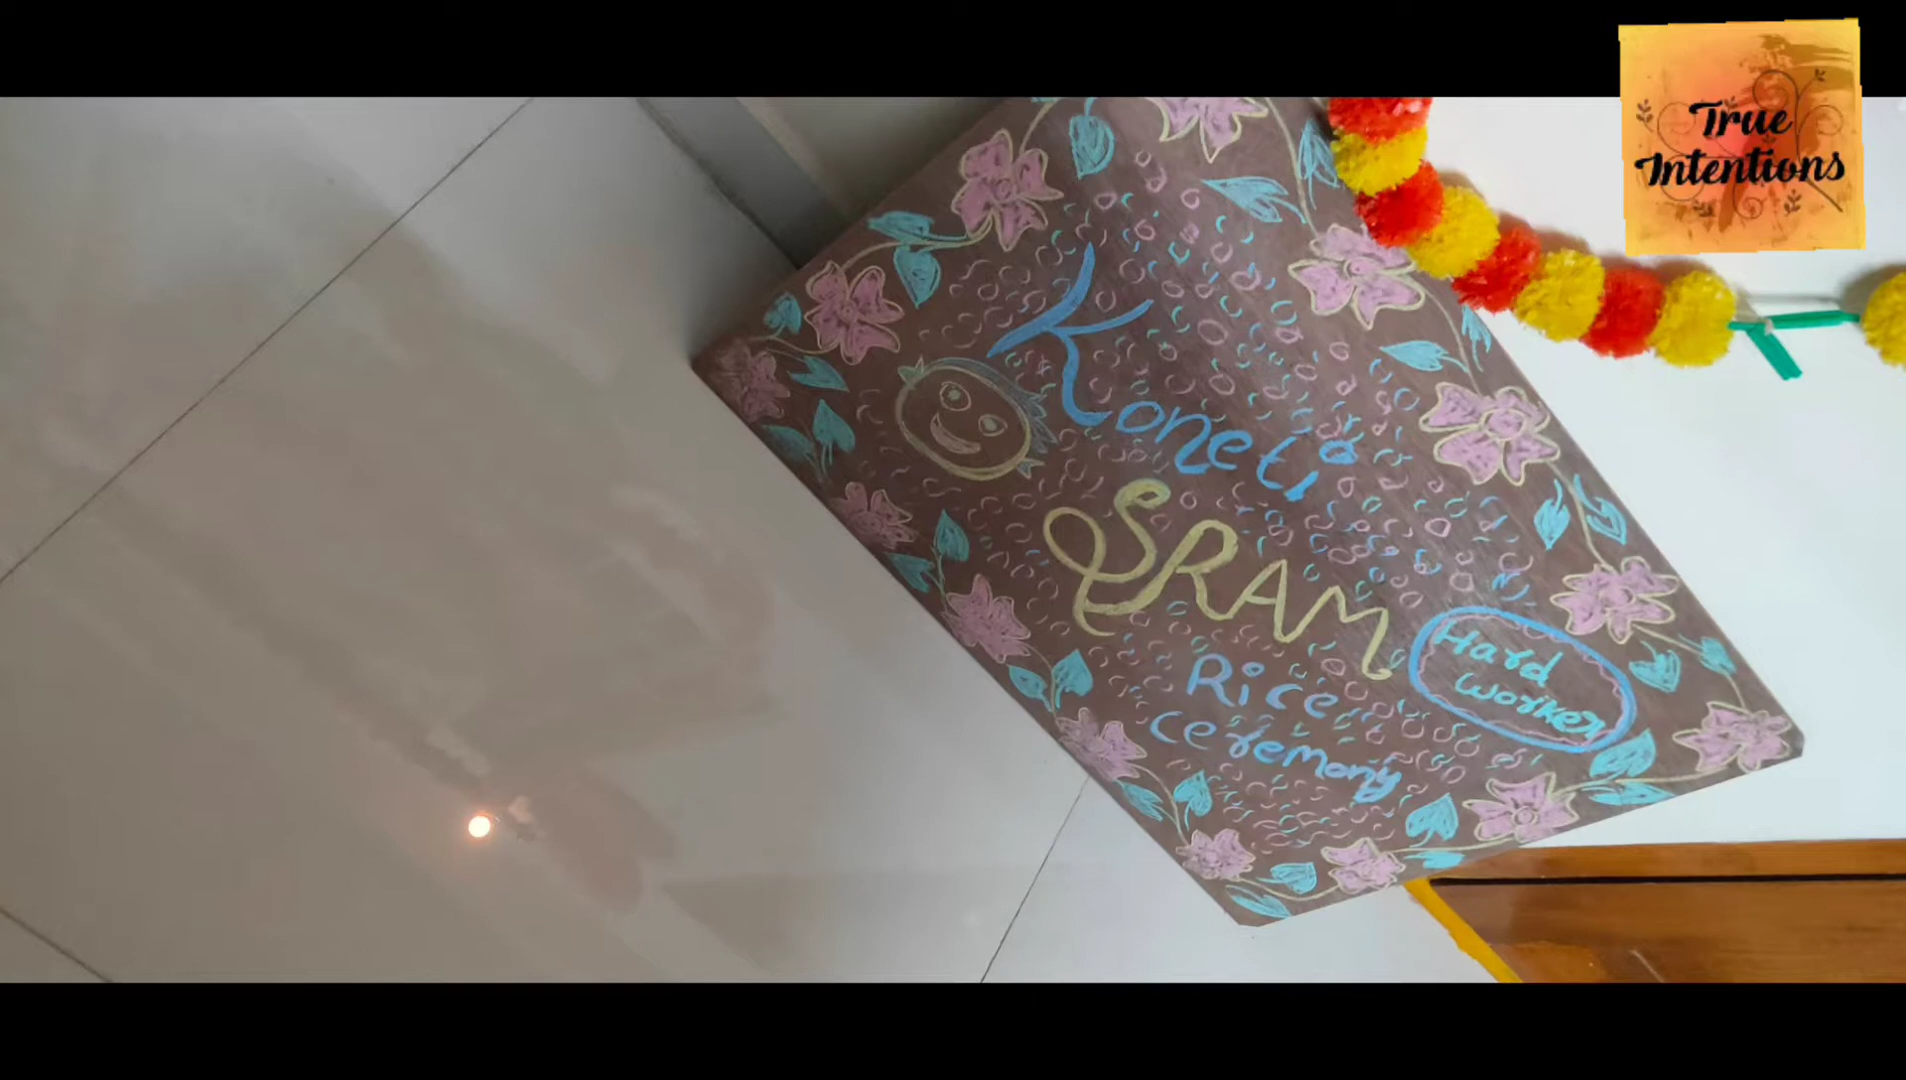 True
Intentions
Koneti
SRAM
Rice
Ceremony
Hard
worker